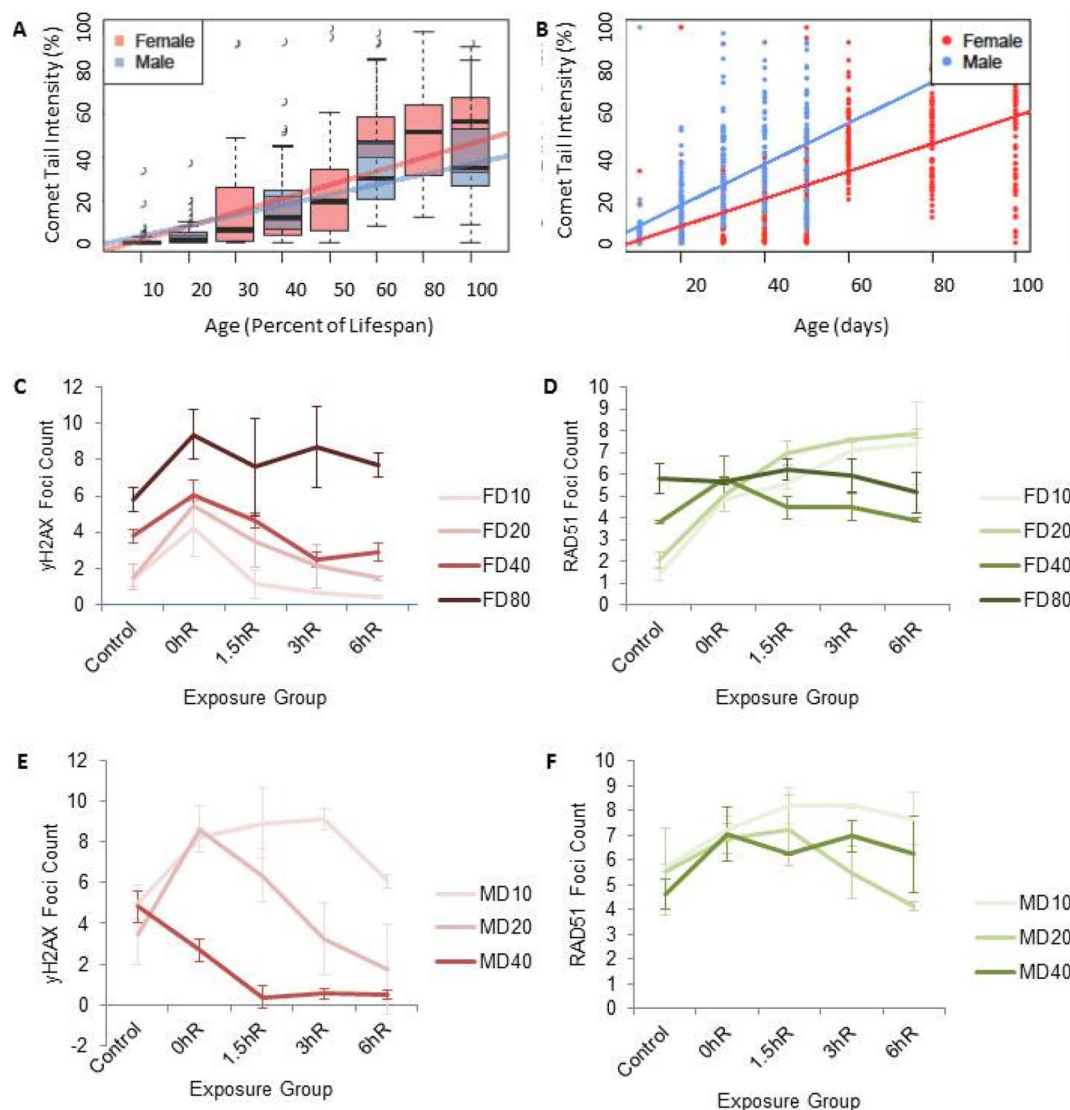 A
Comet Tail Intensity (%)
100
80
60
40
20
0
Female
Male
10 20 30 40 50 60 80 100
Age (Percent of Lifespan)
B
Comet Tail Intensity (%)
100
80
60
40
20
0
Female
Male
20 40 60 80 100
Age (days)
C
yH2AX Foci Count
12
10
8
6
4
2
0
Control 0hR 1.5hR 3hR 6hR
Exposure Group
FD10
FD20
FD40
FD80
D
RAD51 Foci Count
10
9
8
7
6
5
4
3
2
1
0
Control 0hR 1.5hR 3hR 6hR
Exposure Group
FD10
FD20
FD40
FD80
E
yH2AX Foci Count
12
10
8
6
4
2
0
-2
Control 0hR 1.5hR 3hR 6hR
Exposure Group
MD10
MD20
MD40
F
RAD51 Foci Count
10
9
8
7
6
5
4
3
2
1
0
Control 0hR 1.5hR 3hR 6hR
Exposure Group
MD10
MD20
MD40